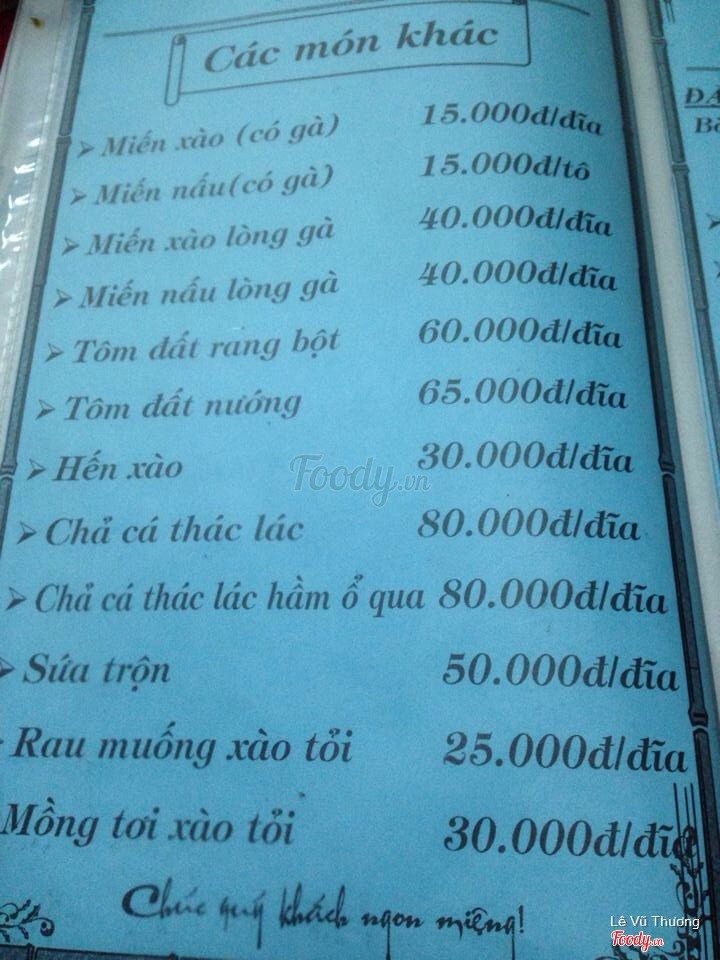 Các món khác
➤ Miến xào (có gà) 15.000đ/đĩa
➤ Miến nấu(có gà) 15.000đ/tô
➤ Miến xào lòng gà 40.000đ/đĩa
➤ Miến nấu lòng gà 40.000đ/đĩa
➤ Tôm đất rang bột 60.000đ/đĩa
➤ Tôm đất nướng 65.000đ/đĩa
➤ Hến xào 30.000đ/đĩa
Foody.vn
➤ Chả cá thác lác 80.000đ/đĩa
➤ Chả cá thác lác hầm ổ qua 80.000đ/đĩa
➤ Sứa trộn 50.000đ/đĩa
Rau muống xào tỏi 25.000đ/đĩa
Mồng tơi xào tỏi 30.000đ/đĩa
Chúc quý khách ngon miệng!
Lê Vũ Thương
Foody.vn